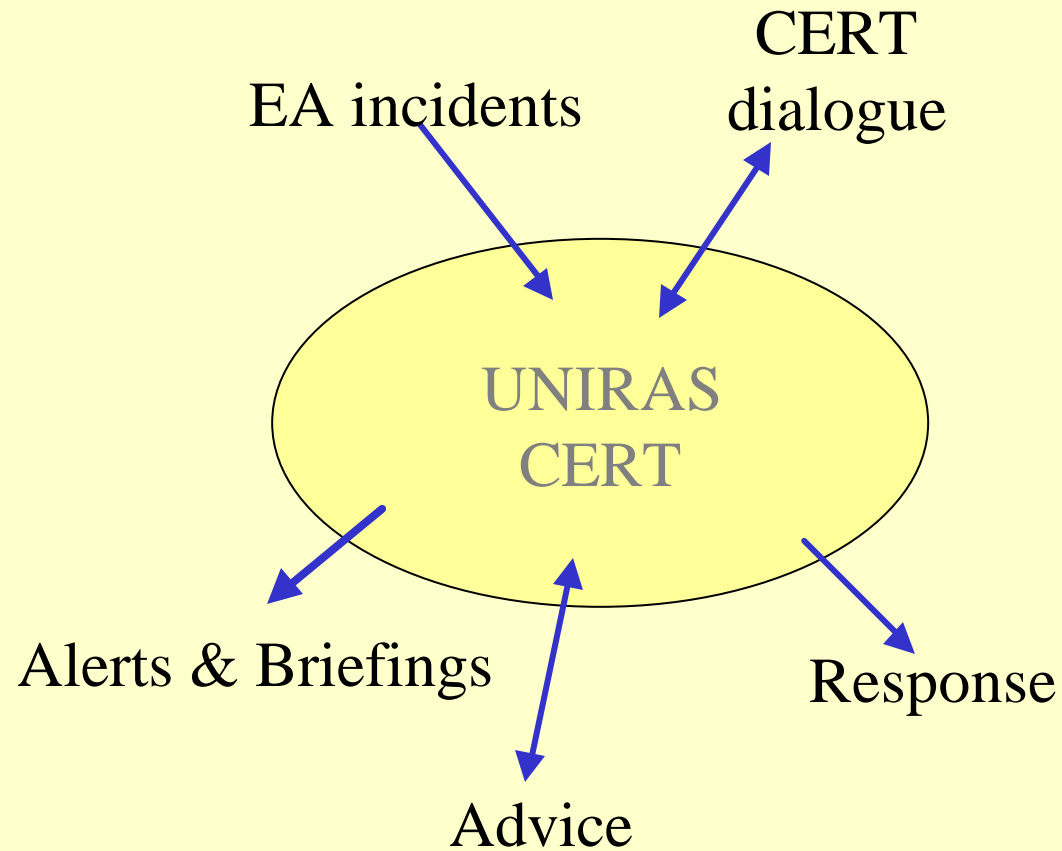 CERT
dialogue
EA incidents
UNIRAS
CERT
Alerts & Briefings
Response
Advice